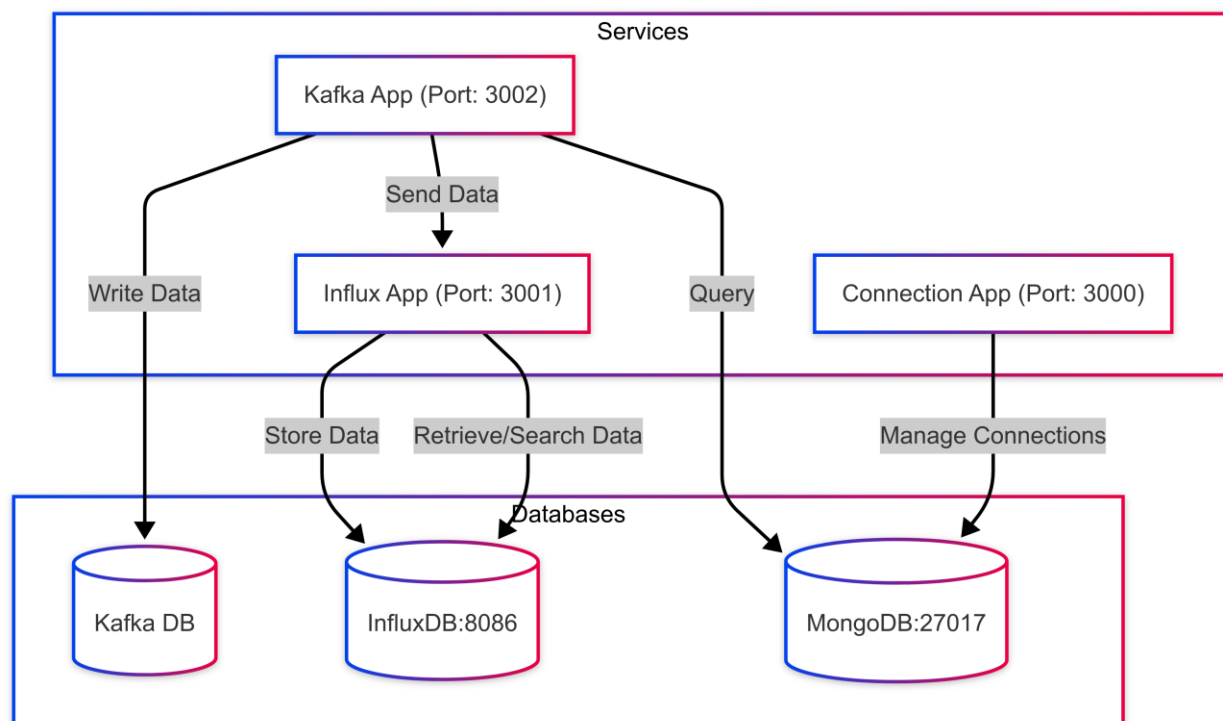 Services
Kafka App (Port: 3002)
Send Data
Write Data
Influx App (Port: 3001)
Query
Connection App (Port: 3000)
Store Data
Retrieve/Search Data
Manage Connections
Databases
Kafka DB
InfluxDB:8086
MongoDB:27017